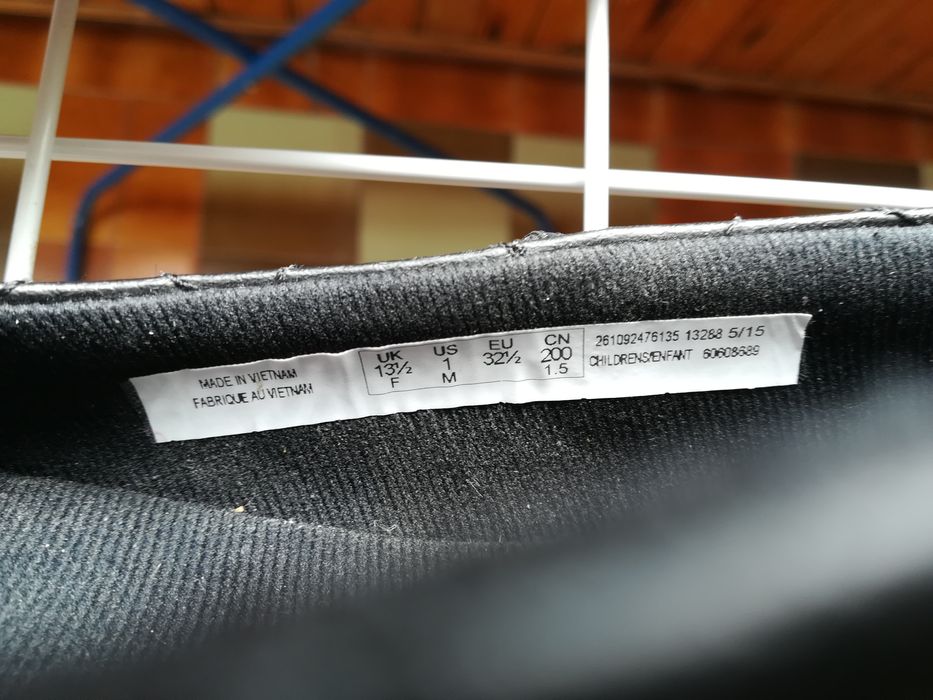 MADE IN VIETNAM
FABRIQUE AU VIETNAM
UK US EU CN
13½ 1 32½ 200
F M 1.5
261092476135 13288 5/15
CHILDRENS/ENFANT 60608689